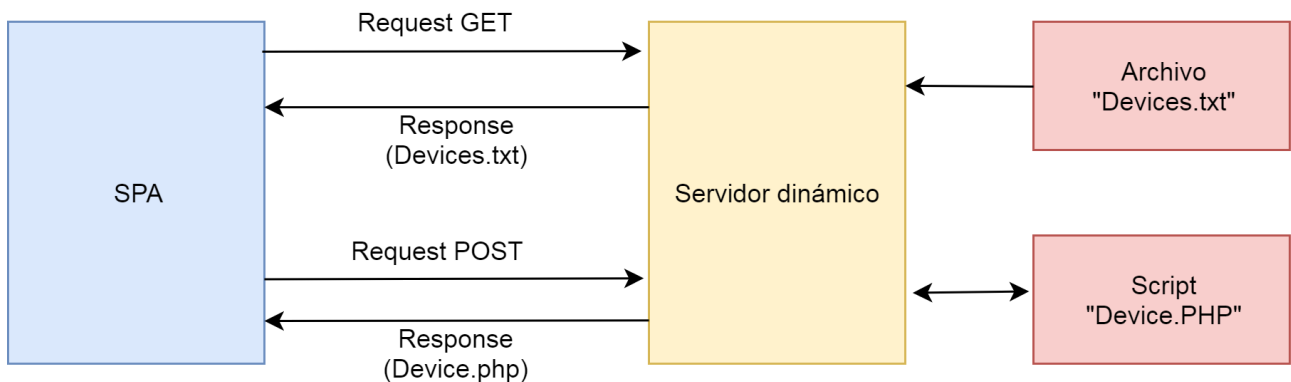 Request GET
Response
(Devices.txt)
SPA
Request POST
Response
(Device.php)
Servidor dinámico
Archivo
"Devices.txt"
Script
"Device.PHP"